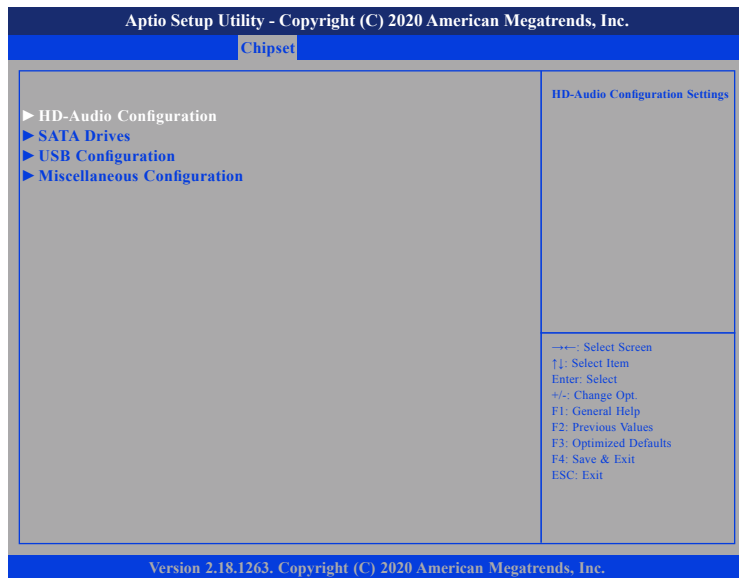 Aptio Setup Utility - Copyright (C) 2020 American Megatrends, Inc.
Chipset
►HD-Audio Configuration
►SATA Drives
►USB Configuration
►Miscellaneous Configuration
HD-Audio Configuration Settings
→←: Select Screen
↑↓: Select Item
Enter: Select
+/-: Change Opt.
F1: General Help
F2: Previous Values
F3: Optimized Defaults
F4: Save & Exit
ESC: Exit
Version 2.18.1263. Copyright (C) 2020 American Megatrends, Inc.